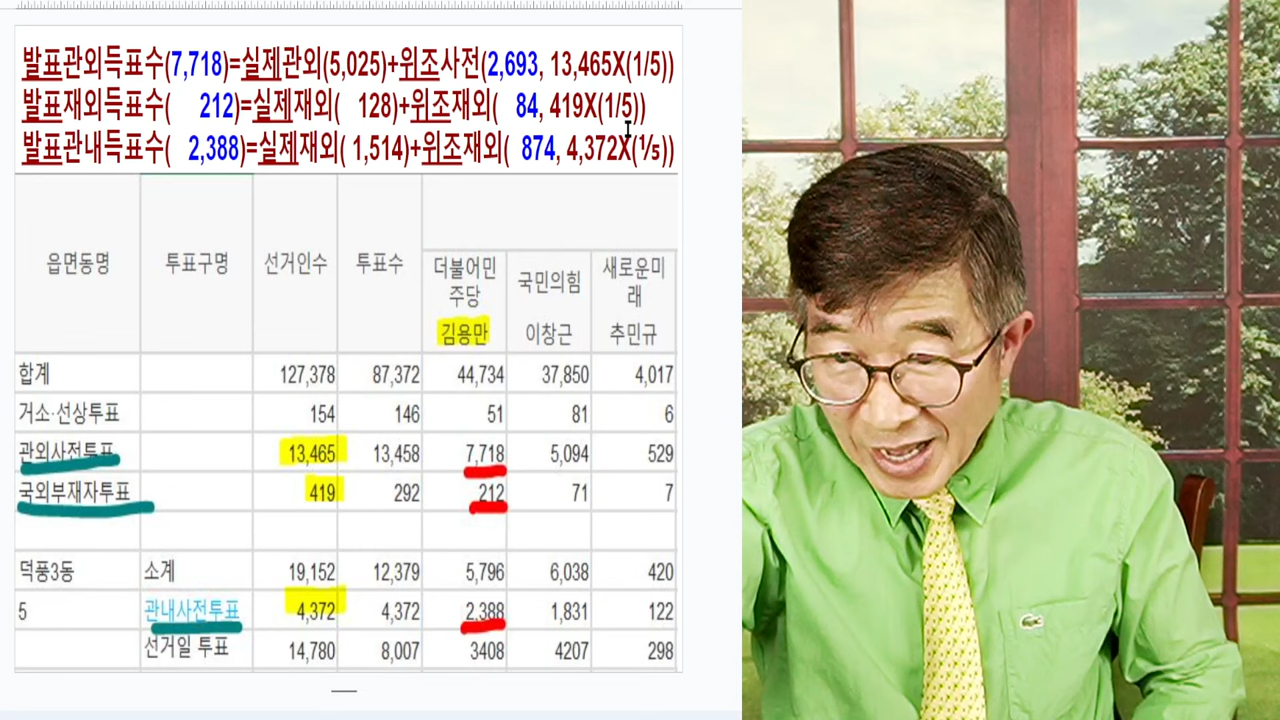 발표관외득표수(7,718)=실제관외(5,025)+위조사전(2,693, 13,465X(1/5))
발표재외득표수( 212)=실제재외( 128)+위조재외( 84, 419X(1/5))
발표관내득표수( 2,388)=실제재외( 1,514)+위조재외( 874, 4,372X(⅕))
읍면동명 투표구명 선거인수 투표수 더불어민 국민의힘 새로운미
주당 래
김용만 이창근 추민규
합계 127,378 87,372 44,734 37,850 4,017
거소·선상투표 154 146 51 81 6
관외사전투표 13,465 13,458 7,718 5,094 529
국외부재자투표 419 292 212 71 7
덕풍3동 소계 19,152 12,379 5,796 6,038 420
5 관내사전투표 4,372 4,372 2,388 1,831 122
선거일 투표 14,780 8,007 3408 4207 298